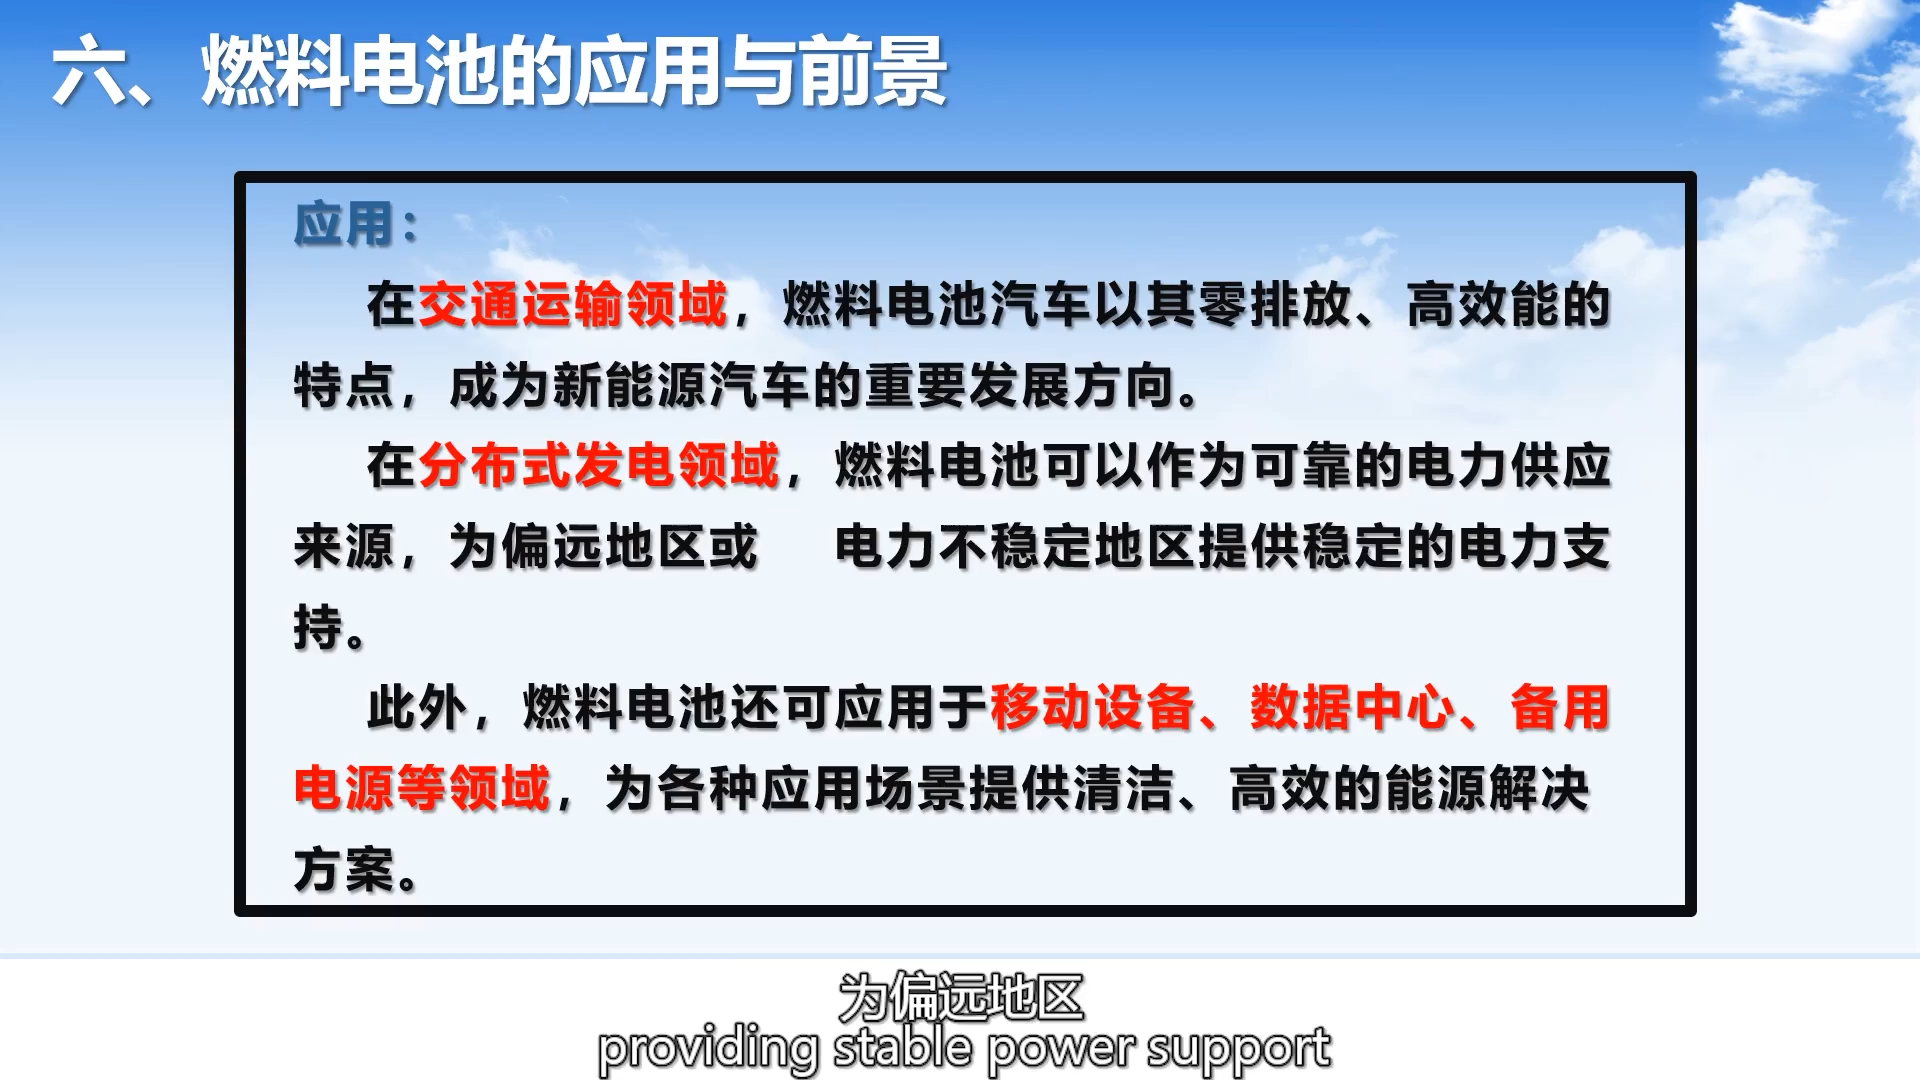 六、燃料电池的应用与前景
应用：
在交通运输领域，燃料电池汽车以其零排放、高效能的
特点，成为新能源汽车的重要发展方向。
在分布式发电领域，燃料电池可以作为可靠的电力供应
来源，为偏远地区或 电力不稳定地区提供稳定的电力支
持。
此外，燃料电池还可应用于移动设备、数据中心、备用
电源等领域，为各种应用场景提供清洁、高效的能源解决
方案。
为偏远地区
providing stable power support